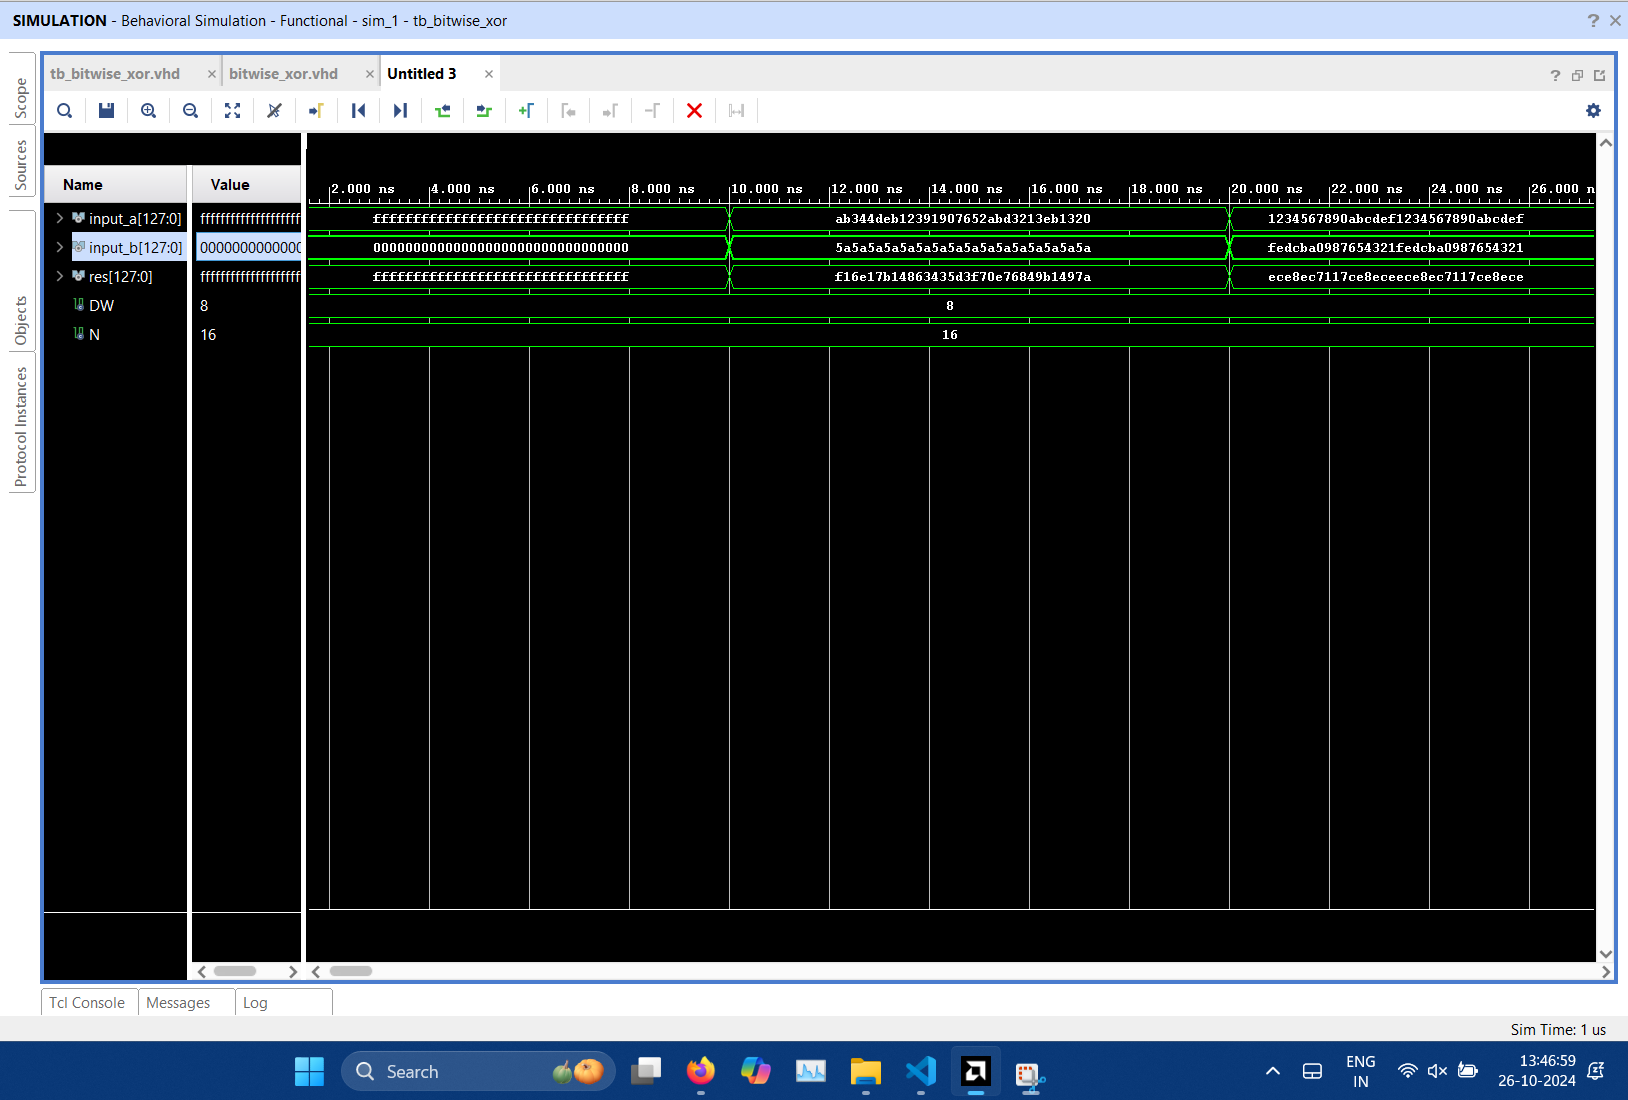 SIMULATION - Behavioral Simulation - Functional - sim_1 - tb_bitwise_xor
tb_bitwise_xor.vhd
bitwise_xor.vhd
Untitled 3
Scope
Sources
Objects
Protocol Instances
Name
Value
2.000 ns 4.000 ns 6.000 ns 8.000 ns 10.000 ns 12.000 ns 14.000 ns 16.000 ns 18.000 ns 20.000 ns 22.000 ns 24.000 ns 26.000 n
input_a[127:0] ffffffffffffffffffff ffffffffffffffffffffffffffffffff ab344deb12391907652abd3213eb1320 1234567890abcdef1234567890abcdef
input_b[127:0] 00000000000000 00000000000000000000000000000000 5a5a5a5a5a5a5a5a5a5a5a5a5a5a5a5a fedcba0987654321fedcba0987654321
res[127:0] ffffffffffffffffffff ffffffffffffffffffffffffffffffff f16e17b14863435d3f70e76849b1497a ece8ec7117ce8eceece8ec7117ce8ece
DW 8 8
N 16 16
Tcl Console
Messages
Log
Sim Time: 1 us
Search
ENG
IN
13:46:59
26-10-2024